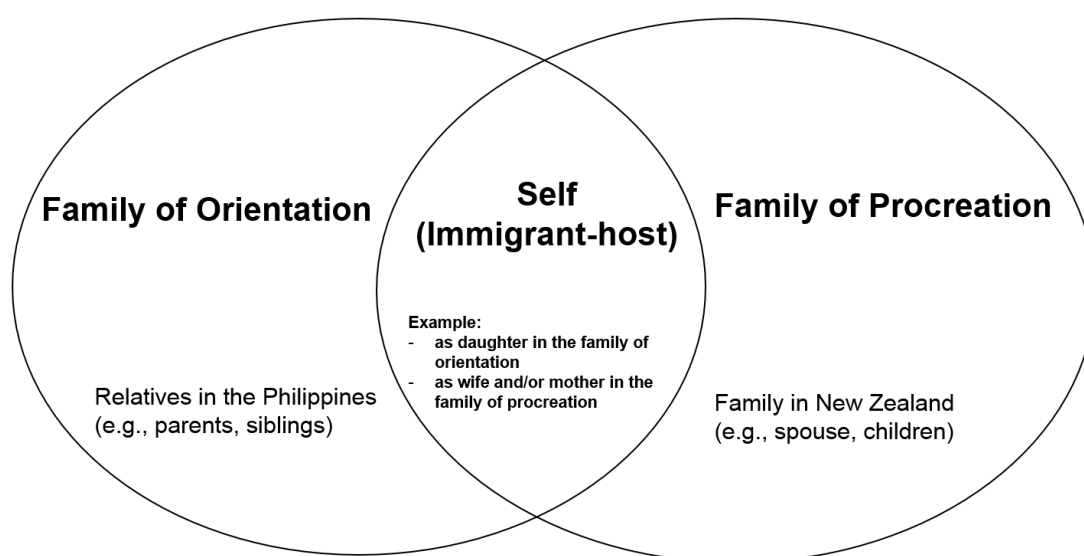 Family of Orientation
Self
(Immigrant-host)
Family of Procreation
Example:
- as daughter in the family of
orientation
- as wife and/or mother in the
family of procreation
Relatives in the Philippines
(e.g., parents, siblings)
Family in New Zealand
(e.g., spouse, children)